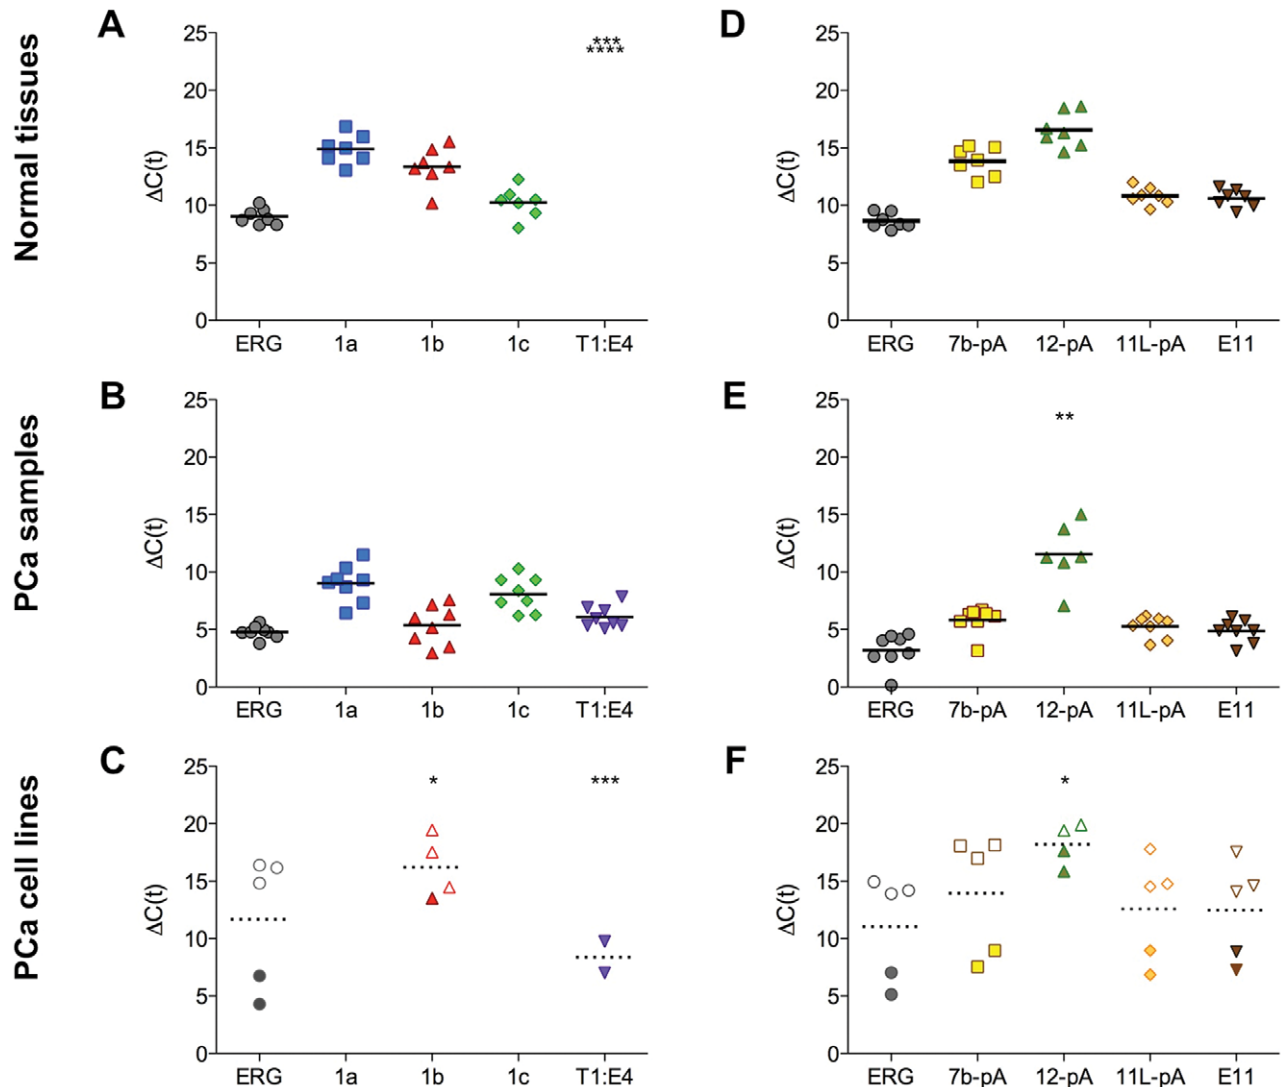 Normal tissues
A
ΔC(t)
25
20
15
10
5
0
***
****
ERG 1a 1b 1c T1:E4
D
ΔC(t)
25
20
15
10
5
0
ERG 7b-pA 12-pA 11L-pA E11
PCa samples
B
ΔC(t)
25
20
15
10
5
0
ERG 1a 1b 1c T1:E4
E
ΔC(t)
25
20
15
10
5
0
**
ERG 7b-pA 12-pA 11L-pA E11
PCa cell lines
C
ΔC(t)
25
20
15
10
5
0
* ***
ERG 1a 1b 1c T1:E4
F
ΔC(t)
25
20
15
10
5
0
*
ERG 7b-pA 12-pA 11L-pA E11